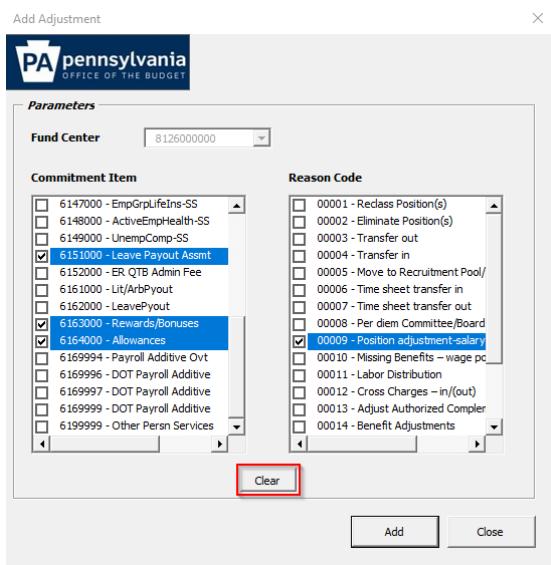 Add Adjustment
PA pennsylvania
OFFICE OF THE BUDGET
Parameters
Fund Center 8126000000
Commitment Item
6147000 - EmpGrpLifeIns-SS
6148000 - ActiveEmpHealth-SS
6149000 - UnempComp-SS
6151000 - Leave Payout Assmt
6152000 - ER QTB Admin Fee
6161000 - Lit/ArbPyout
6162000 - LeavePyout
6163000 - Rewards/Bonuses
6164000 - Allowances
6169994 - Payroll Additive Ovt
6169996 - DOT Payroll Additive
6169997 - DOT Payroll Additive
6169999 - DOT Payroll Additive
6199999 - Other Persn Services
Reason Code
00001 - Reclass Position(s)
00002 - Eliminate Position(s)
00003 - Transfer out
00004 - Transfer in
00005 - Move to Recruitment Pool/
00006 - Time sheet transfer in
00007 - Time sheet transfer out
00008 - Per diem Committee/Board
00009 - Position adjustment-salary
00010 - Missing Benefits – wage po
00011 - Labor Distribution
00012 - Cross Charges – in/(out)
00013 - Adjust Authorized Complem
00014 - Benefit Adjustments
Clear
Add
Close